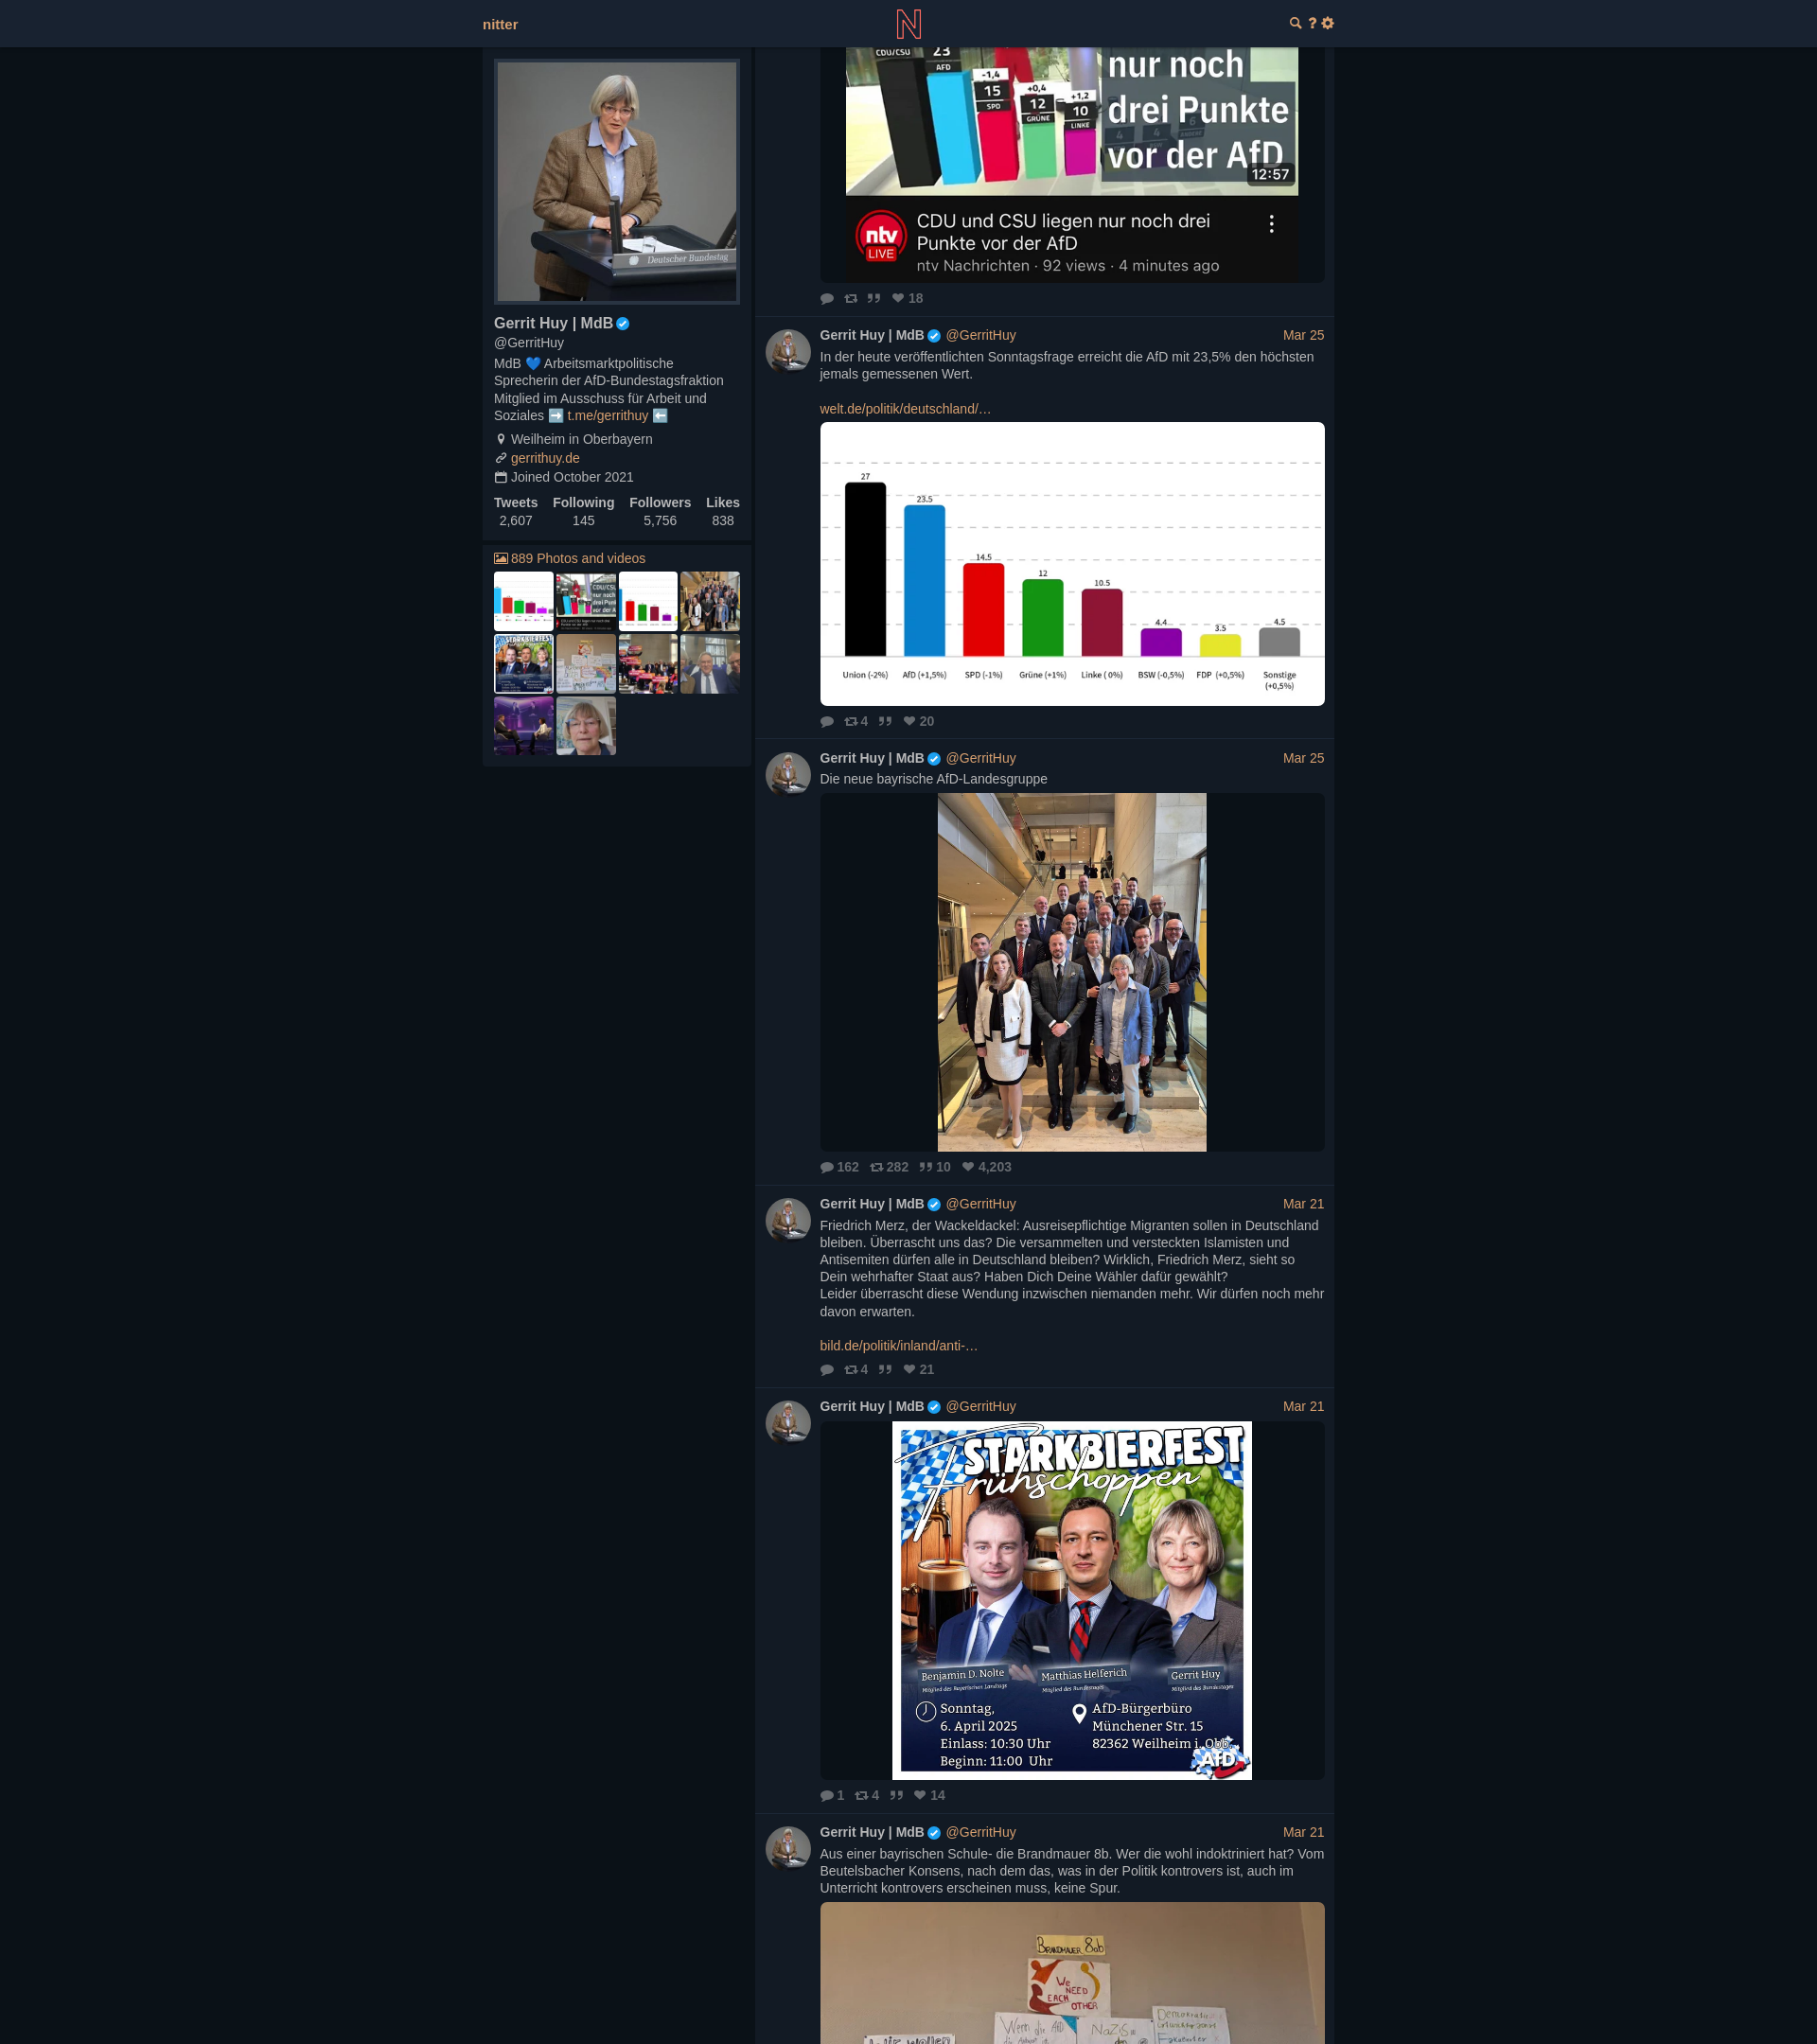 nitter
Deutscher Bundestag
Gerrit Huy | MdB
@GerritHuy
MdB 💙 Arbeitsmarktpolitische
Sprecherin der AfD-Bundestagsfraktion
Mitglied im Ausschuss für Arbeit und
Soziales ➡️ t.me/gerrithuy ⬅️
Weilheim in Oberbayern
gerrithuy.de
Joined October 2021
Tweets Following Followers Likes
2,607 145 5,756 838
889 Photos and videos
CDU/CSU 23 AFD
-1,4 15 SPD
+0,4 12 GRÜNE
+1,2 10 LINKE
nur noch
drei Punkte
vor der AfD
12:57
CDU und CSU liegen nur noch drei
Punkte vor der AfD
ntv LIVE
ntv Nachrichten · 92 views · 4 minutes ago
18
Gerrit Huy | MdB @GerritHuy Mar 25
In der heute veröffentlichten Sonntagsfrage erreicht die AfD mit 23,5% den höchsten
jemals gemessenen Wert.
welt.de/politik/deutschland/…
27
23.5
14.5
12
10.5
4.4
3.5
4.5
Union (-2%) AfD (+1,5%) SPD (-1%) Grüne (+1%) Linke ( 0%) BSW (-0,5%) FDP (+0,5%) Sonstige
(+0,5%)
4 20
Gerrit Huy | MdB @GerritHuy Mar 25
Die neue bayrische AfD-Landesgruppe
162 282 10 4,203
Gerrit Huy | MdB @GerritHuy Mar 21
Friedrich Merz, der Wackeldackel: Ausreisepflichtige Migranten sollen in Deutschland
bleiben. Überrascht uns das? Die versammelten und versteckten Islamisten und
Antisemiten dürfen alle in Deutschland bleiben? Wirklich, Friedrich Merz, sieht so
Dein wehrhafter Staat aus? Haben Dich Deine Wähler dafür gewählt?
Leider überrascht diese Wendung inzwischen niemanden mehr. Wir dürfen noch mehr
davon erwarten.
bild.de/politik/inland/anti-…
4 21
Gerrit Huy | MdB @GerritHuy Mar 21
STARKBIERFEST
Frühschoppen
Benjamin D. Nolte
Mitglied des Bayerischen Landtags
Matthias Helferich
Mitglied des Bundestages
Gerrit Huy
Mitglied des Bundestages
Sonntag,
6. April 2025
Einlass: 10:30 Uhr
Beginn: 11:00 Uhr
AfD-Bürgerbüro
Münchener Str. 15
82362 Weilheim i. Obb.
AfD
1 4 14
Gerrit Huy | MdB @GerritHuy Mar 21
Aus einer bayrischen Schule- die Brandmauer 8b. Wer die wohl indoktriniert hat? Vom
Beutelsbacher Konsens, nach dem das, was in der Politik kontrovers ist, auch im
Unterricht kontrovers erscheinen muss, keine Spur.
BRANDMAUER 8ab
We
NEED
EACH
OTHER
Wenn die AfD